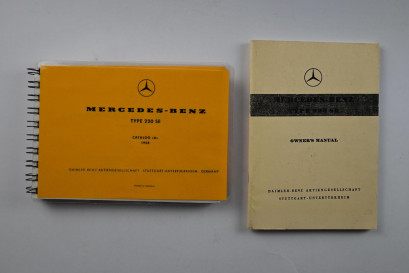 MERCEDES-BENZ
TYPE 220 SE
CATALOG
DAIMLER-BENZ AKTIENGESELLSCHAFT · STUTTGART-UNTERTÜRKHEIM · GERMANY
MERCEDES-BENZ
OWNER'S MANUAL
DAIMLER-BENZ AKTIENGESELLSCHAFT
STUTTGART-UNTERTÜRKHEIM